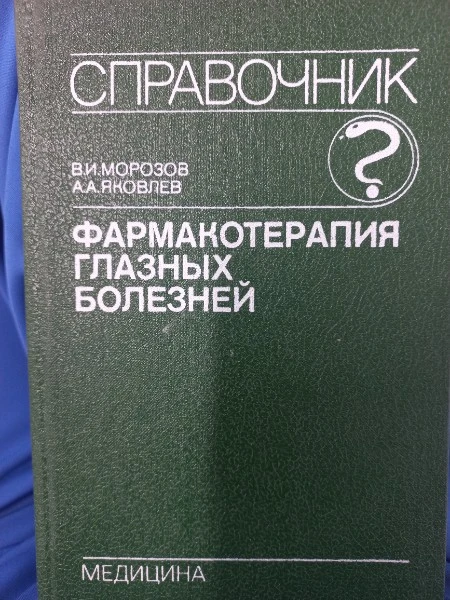 СПРАВОЧНИК
В.И.МОРОЗОВ
А.А.ЯКОВЛЕВ
ФАРМАКОТЕРАПИЯ
ГЛАЗНЫХ
БОЛЕЗНЕЙ
МЕДИЦИНА